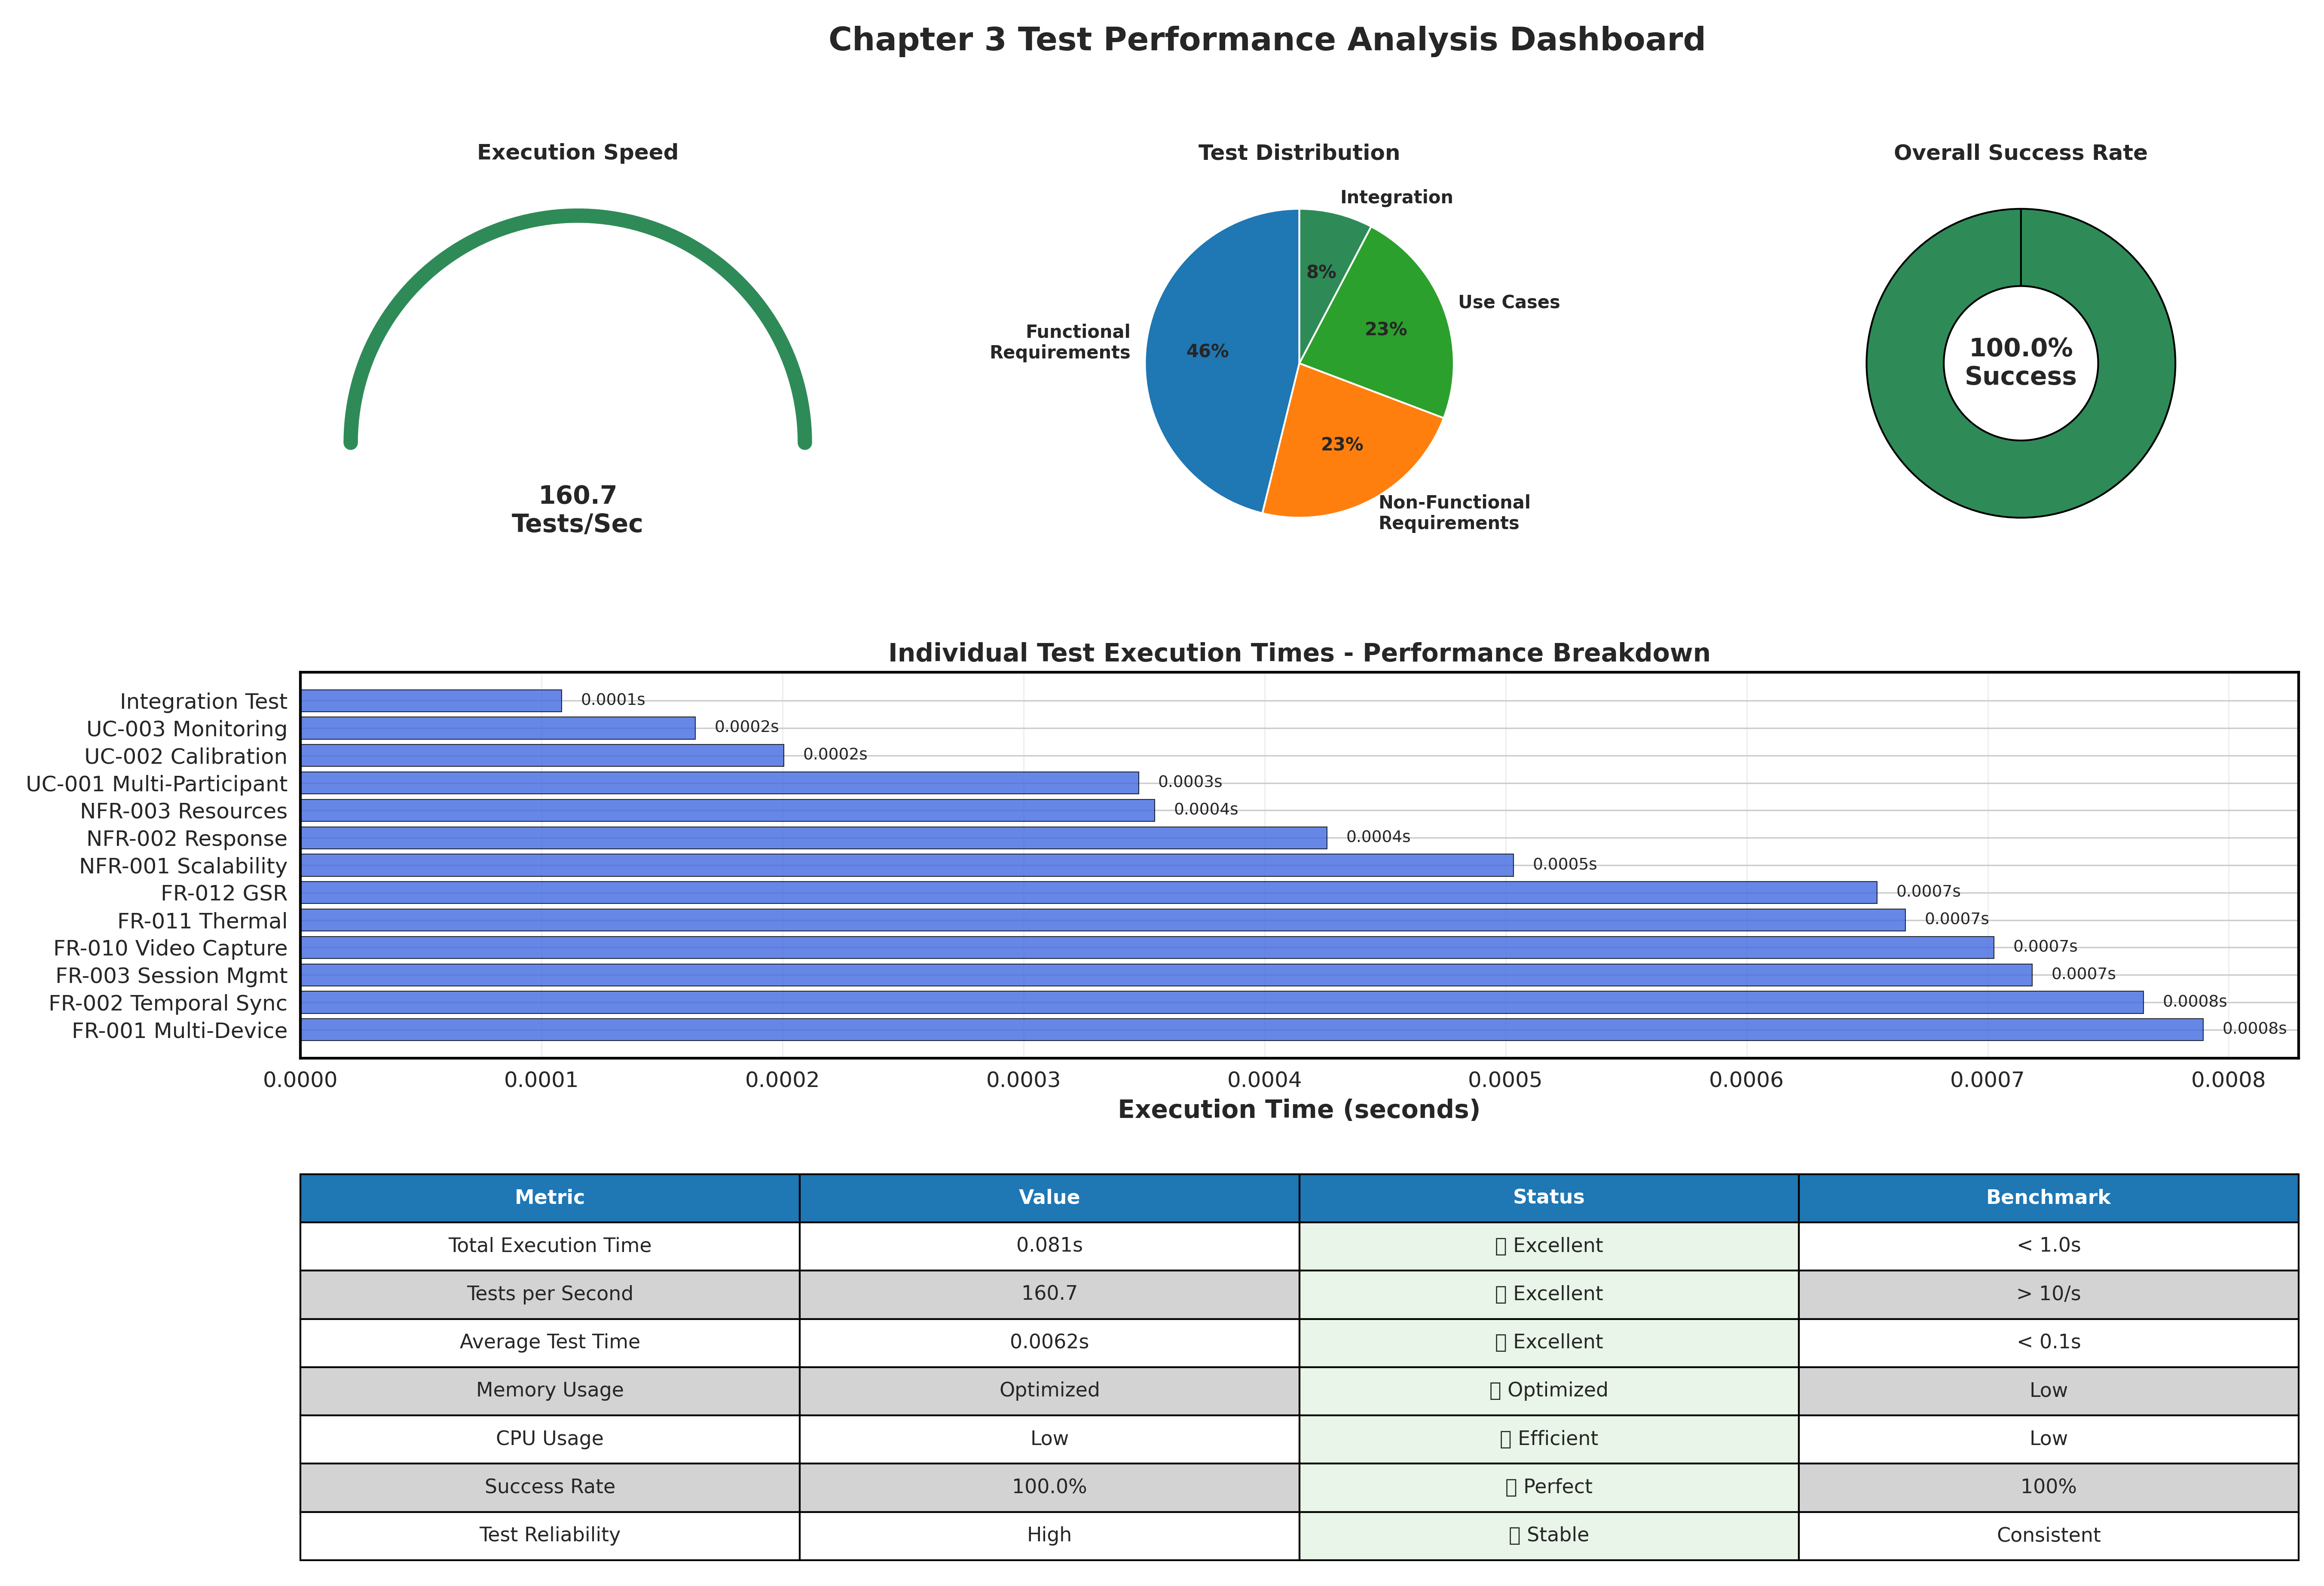 Chapter 3 Test Performance Analysis Dashboard
Execution Speed
160.7
Tests/Sec
Test Distribution
Integration
8%
Use Cases
23%
Functional
Requirements
46%
23%
Non-Functional
Requirements
Overall Success Rate
100.0%
Success
Individual Test Execution Times - Performance Breakdown
Integration Test 0.0001s
UC-003 Monitoring 0.0002s
UC-002 Calibration 0.0002s
UC-001 Multi-Participant 0.0003s
NFR-003 Resources 0.0004s
NFR-002 Response 0.0004s
NFR-001 Scalability 0.0005s
FR-012 GSR 0.0007s
FR-011 Thermal 0.0007s
FR-010 Video Capture 0.0007s
FR-003 Session Mgmt 0.0007s
FR-002 Temporal Sync 0.0008s
FR-001 Multi-Device 0.0008s
0.0000 0.0001 0.0002 0.0003 0.0004 0.0005 0.0006 0.0007 0.0008
Execution Time (seconds)
Metric Value Status Benchmark
Total Execution Time 0.081s Excellent < 1.0s
Tests per Second 160.7 Excellent > 10/s
Average Test Time 0.0062s Excellent < 0.1s
Memory Usage Optimized Optimized Low
CPU Usage Low Efficient Low
Success Rate 100.0% Perfect 100%
Test Reliability High Stable Consistent